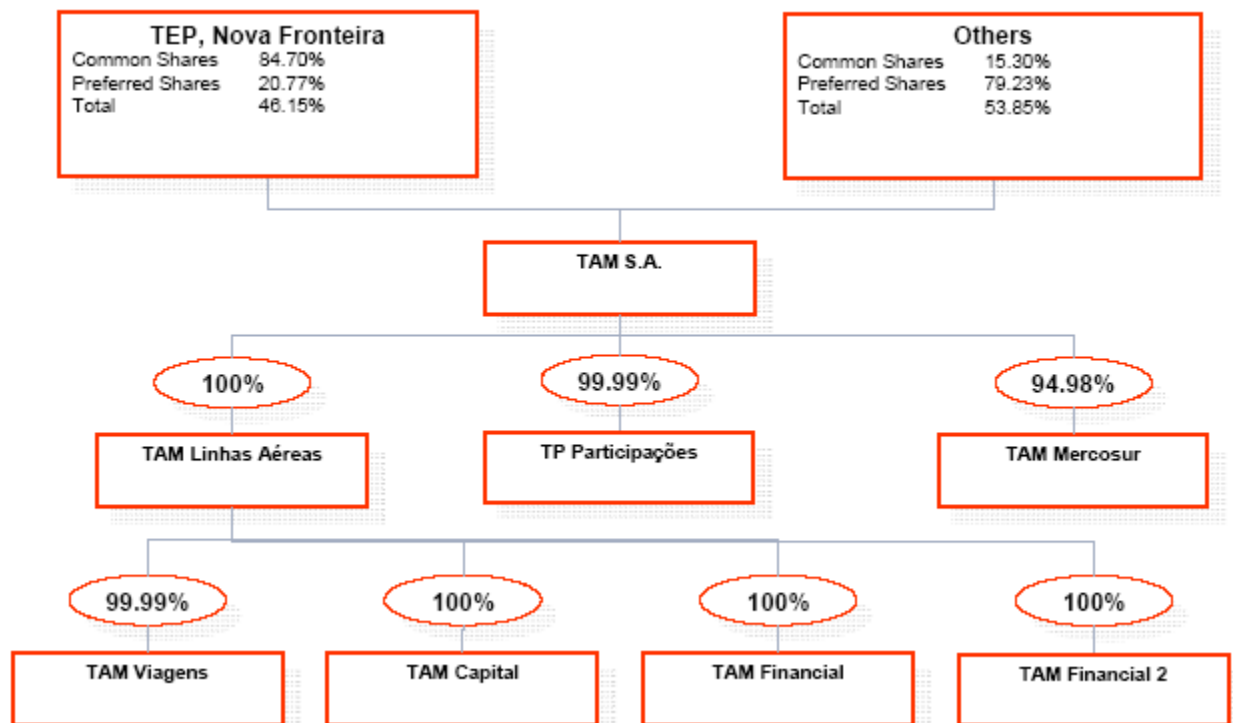 TEP, Nova Fronteira
Common Shares 84.70%
Preferred Shares 20.77%
Total 46.15%
Others
Common Shares 15.30%
Preferred Shares 79.23%
Total 53.85%
TAM S.A.
100%
99.99%
94.98%
TAM Linhas Aéreas
TP Participações
TAM Mercosur
99.99%
100%
100%
100%
TAM Viagens
TAM Capital
TAM Financial
TAM Financial 2